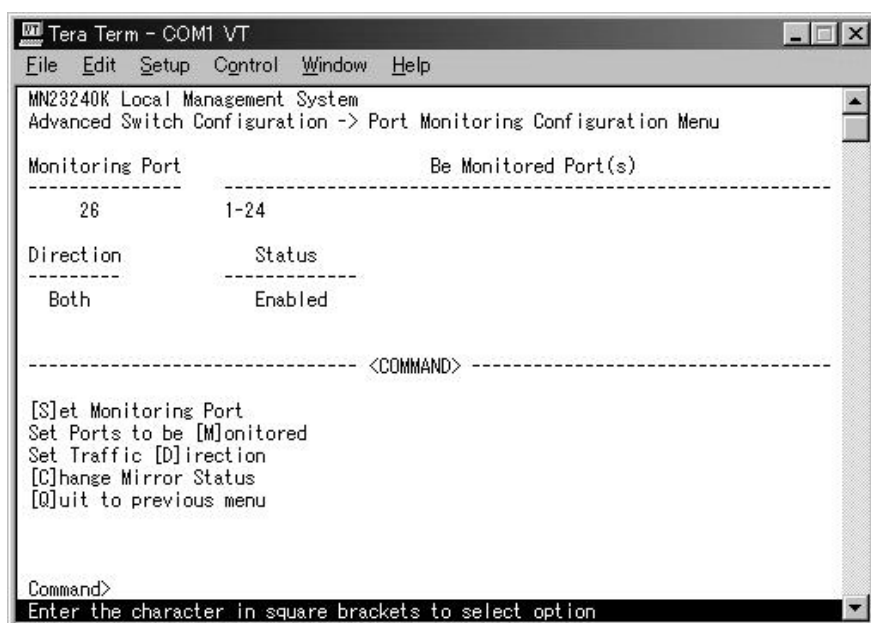 Tera Term - COM1 VT
File Edit Setup Control Window Help
MN23240K Local Management System
Advanced Switch Configuration -> Port Monitoring Configuration Menu
Monitoring Port Be Monitored Port(s)
--------------- -----------------------------------------------------------
26 1-24
Direction Status
--------- -------------
Both Enabled
-------------------------------- <COMMAND> -----------------------------------
[S]et Monitoring Port
Set Ports to be [M]onitored
Set Traffic [D]irection
[C]hange Mirror Status
[Q]uit to previous menu
Command>
Enter the character in square brackets to select option